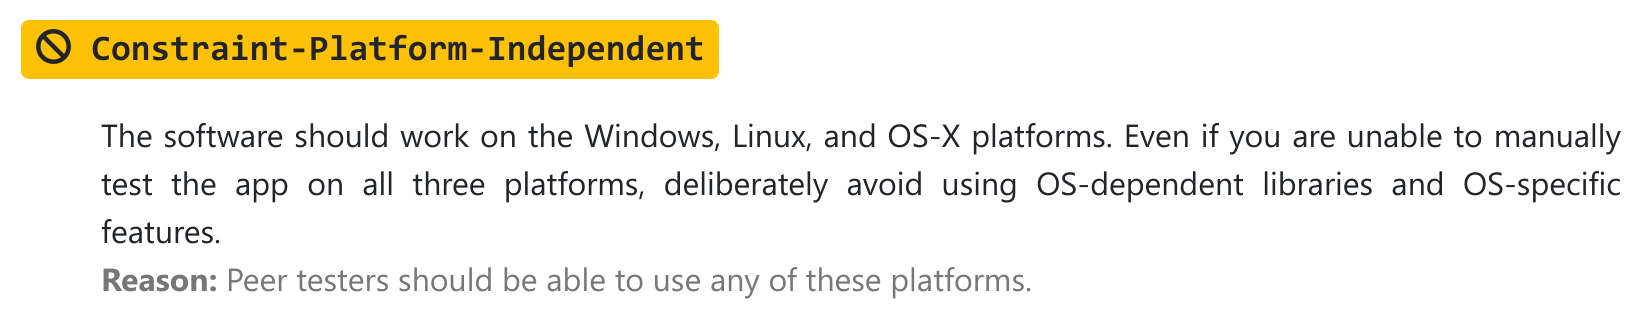 Constraint-Platform-Independent
The software should work on the Windows, Linux, and OS-X platforms. Even if you are unable to manually
test the app on all three platforms, deliberately avoid using OS-dependent libraries and OS-specific
features.
Reason: Peer testers should be able to use any of these platforms.